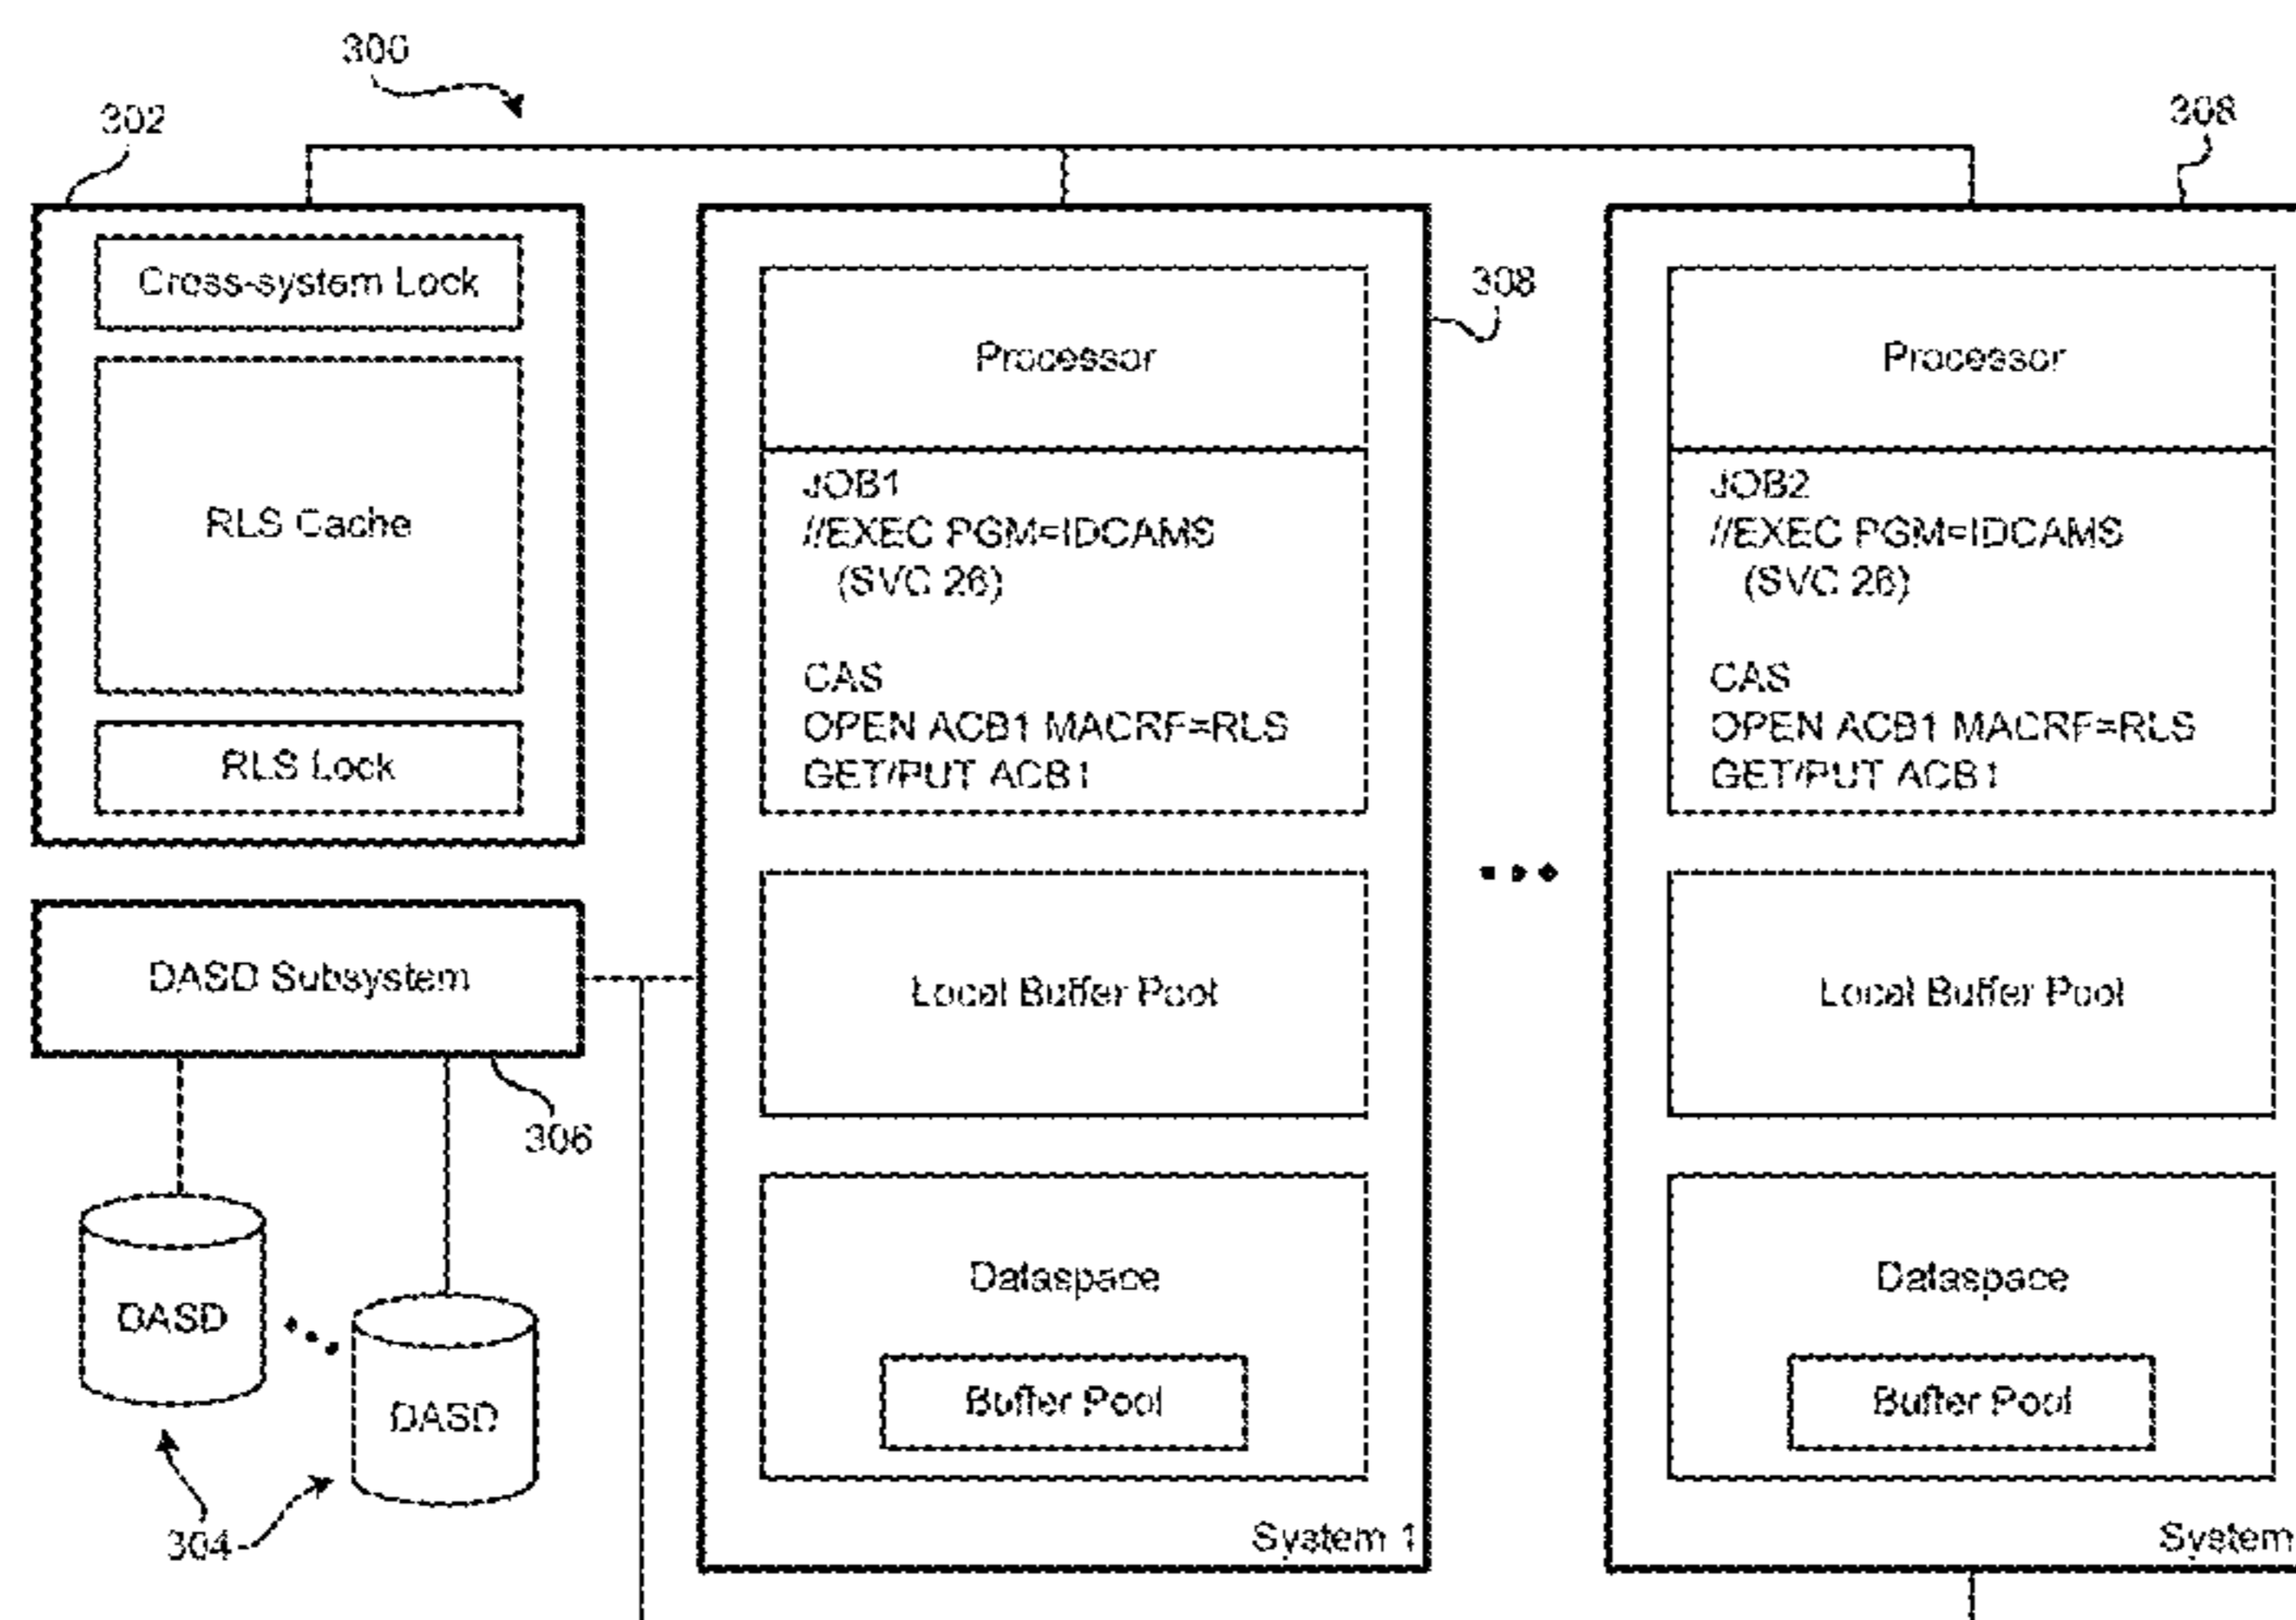 300
302
308
Cross-system Lock
RLS Cache
RLS Lock
308
Processor
JOB1
//EXEC PGM=IDCAMS
(SVC 26)
CAS
OPEN ACB1 MACRF=RLS
GET/PUT ACB1
Processor
JOB2
//EXEC PGM=IDCAMS
(SVC 26)
CAS
OPEN ACB1 MACRF=RLS
GET/PUT ACB1
DASD Subsystem
306
Local Buffer Pool
Local Buffer Pool
DASD
DASD
304
Dataspace
Buffer Pool
System 1
Dataspace
Buffer Pool
System